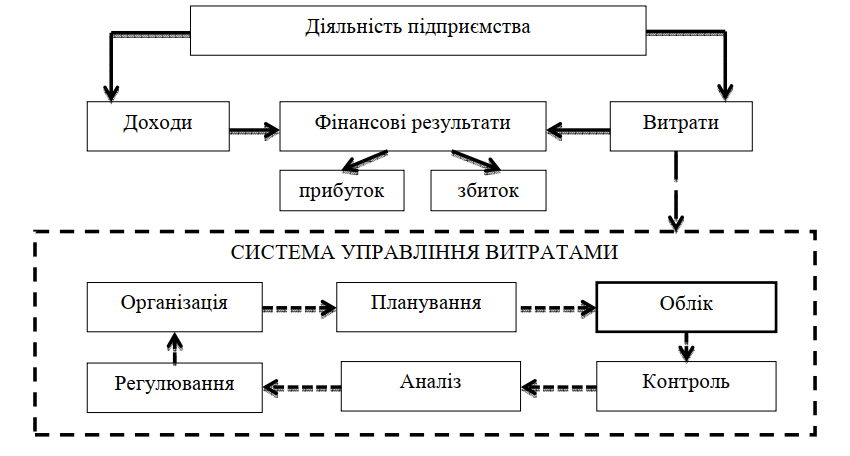 Діяльність підприємства
Доходи
Фінансові результати
Витрати
прибуток
збиток
СИСТЕМА УПРАВЛІННЯ ВИТРАТАМИ
Організація
Планування
Облік
Регулювання
Аналіз
Контроль